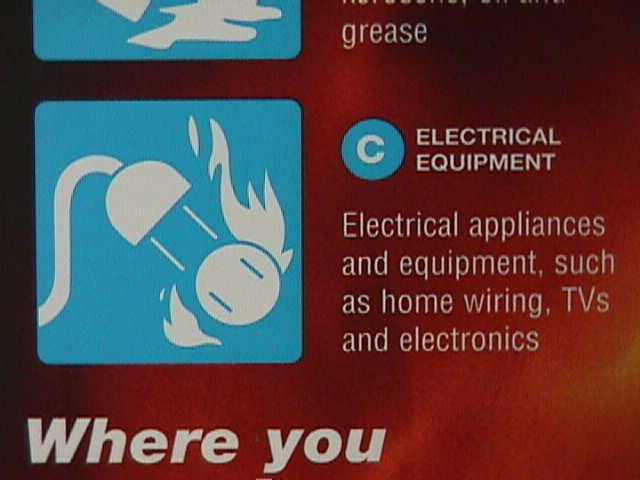 grease
C ELECTRICAL
EQUIPMENT
Electrical appliances
and equipment, such
as home wiring, TVs
and electronics
Where you